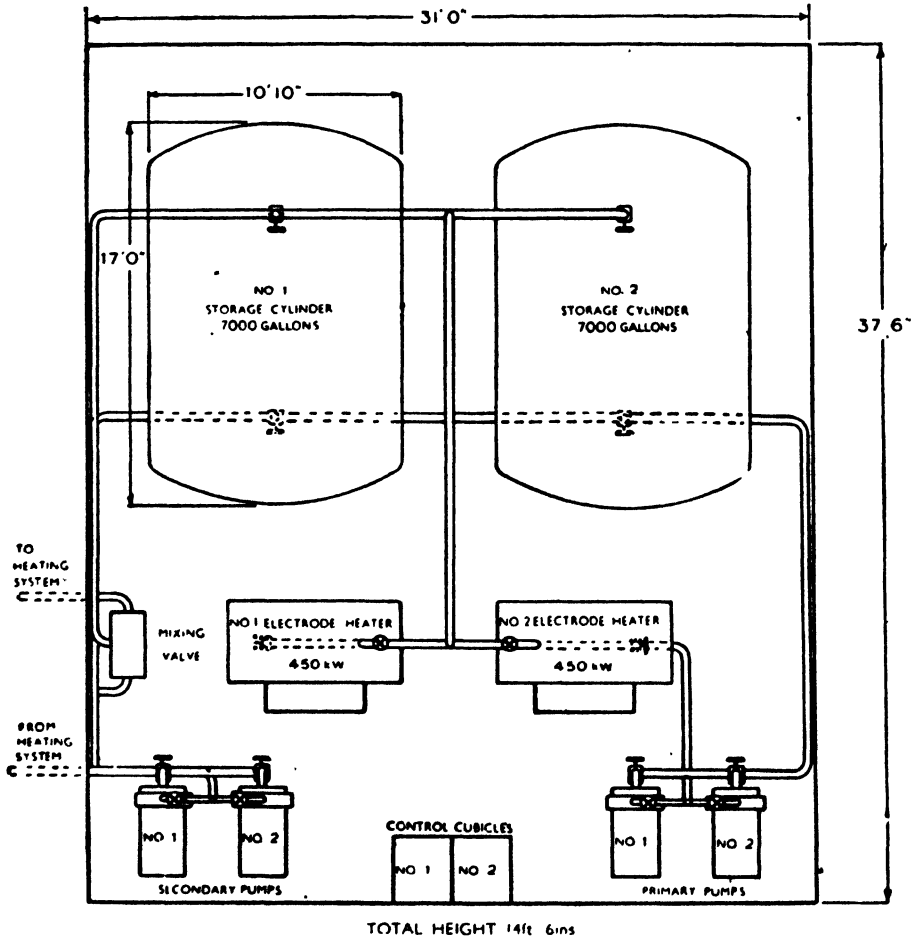 31'0"
10'10"
17'0"
NO. 1
STORAGE CYLINDER
7000 GALLONS
NO. 2
STORAGE CYLINDER
7000 GALLONS
37'6"
TO
HEATING
SYSTEM
MIXING
VALVE
NO 1 ELECTRODE HEATER
450 kW
NO 2 ELECTRODE HEATER
450 kW
FROM
HEATING
SYSTEM
NO 1
NO 2
SECONDARY PUMPS
CONTROL CUBICLES
NO 1
NO 2
NO 1
NO 2
PRIMARY PUMPS
TOTAL HEIGHT 14ft 6ins